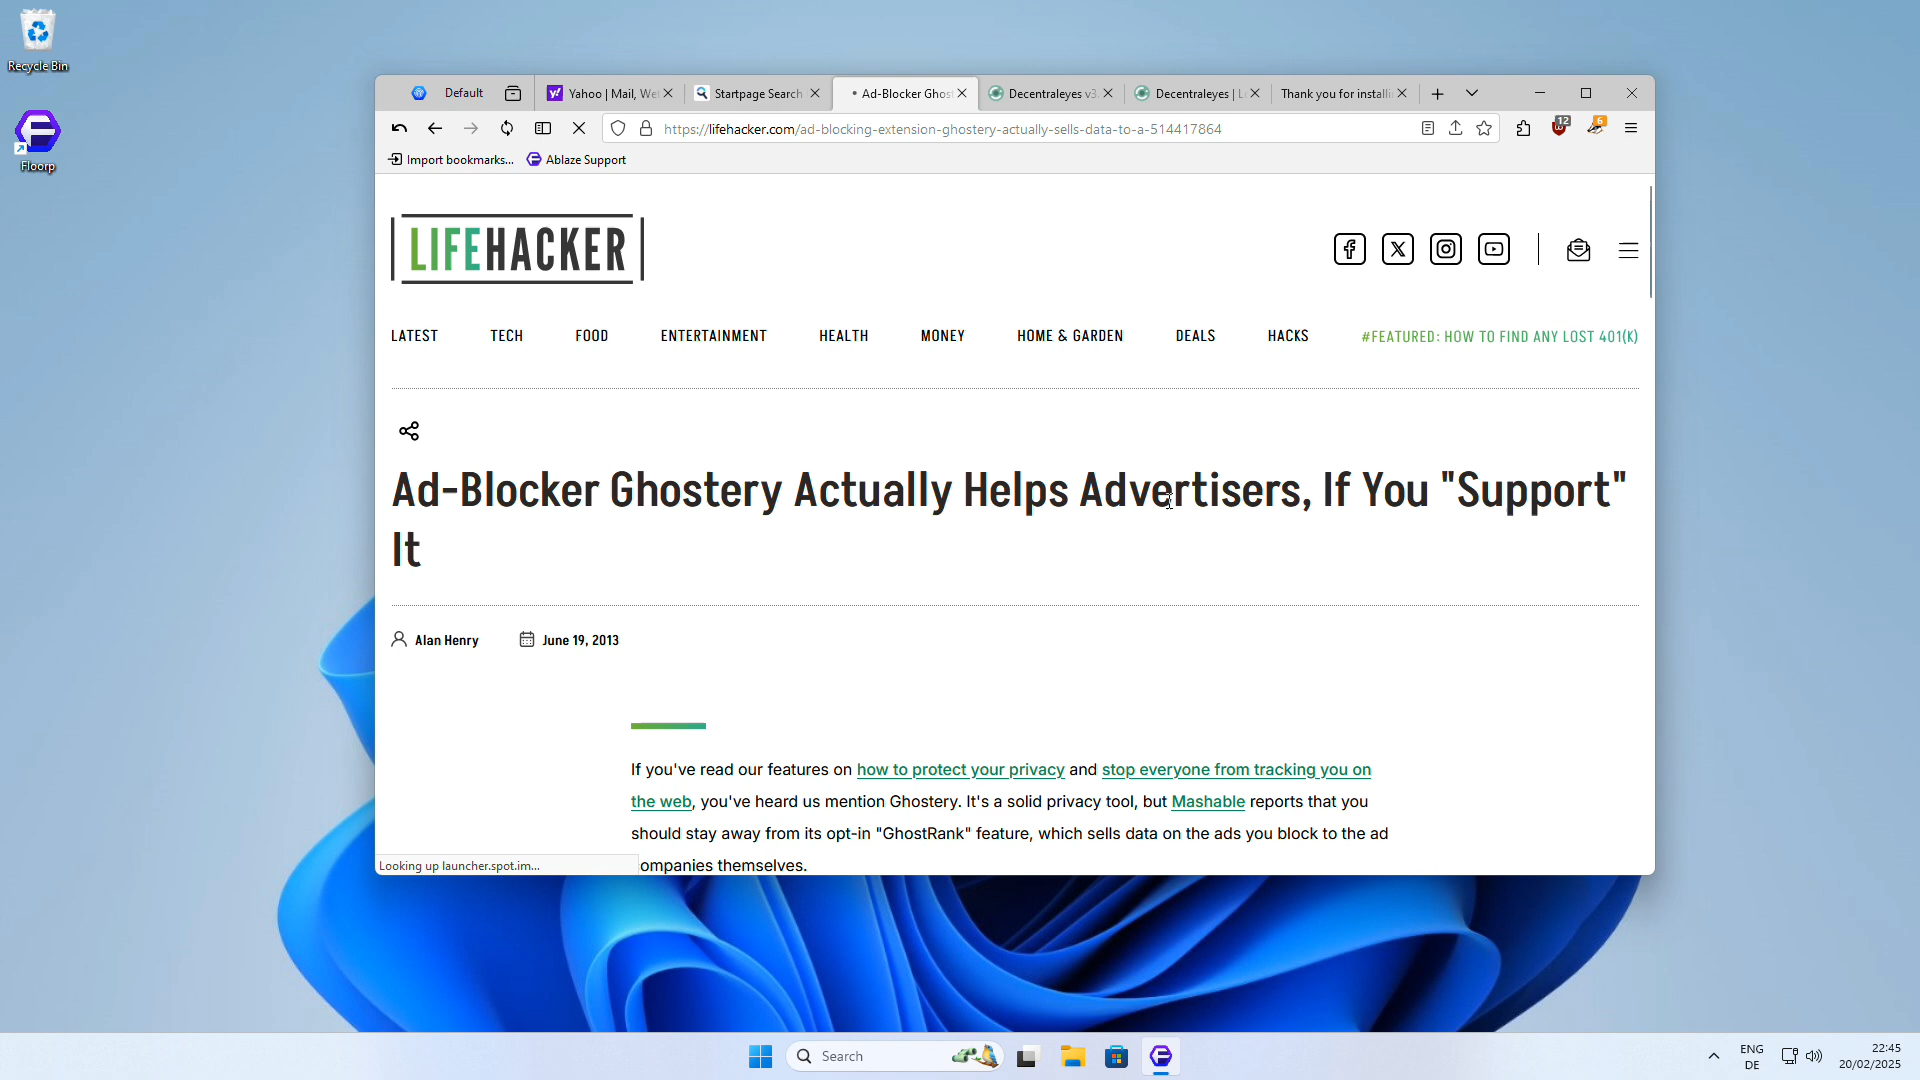 Recycle Bin
Floorp
Default
Yahoo | Mail, We
Startpage Search
Ad-Blocker Ghos
Decentraleyes v3.
Decentraleyes | L
Thank you for installi
https://lifehacker.com/ad-blocking-extension-ghostery-actually-sells-data-to-a-514417864
12
6
Import bookmarks...
Ablaze Support
LIFEHACKER
LATEST
TECH
FOOD
ENTERTAINMENT
HEALTH
MONEY
HOME & GARDEN
DEALS
HACKS
#FEATURED: HOW TO FIND ANY LOST 401(K)
Ad-Blocker Ghostery Actually Helps Advertisers, If You "Support"
It
Alan Henry
June 19, 2013
If you've read our features on how to protect your privacy and stop everyone from tracking you on
the web, you've heard us mention Ghostery. It's a solid privacy tool, but Mashable reports that you
should stay away from its opt-in "GhostRank" feature, which sells data on the ads you block to the ad
ompanies themselves.
Looking up launcher.spot.im...
Search
ENG
DE
22:45
20/02/2025